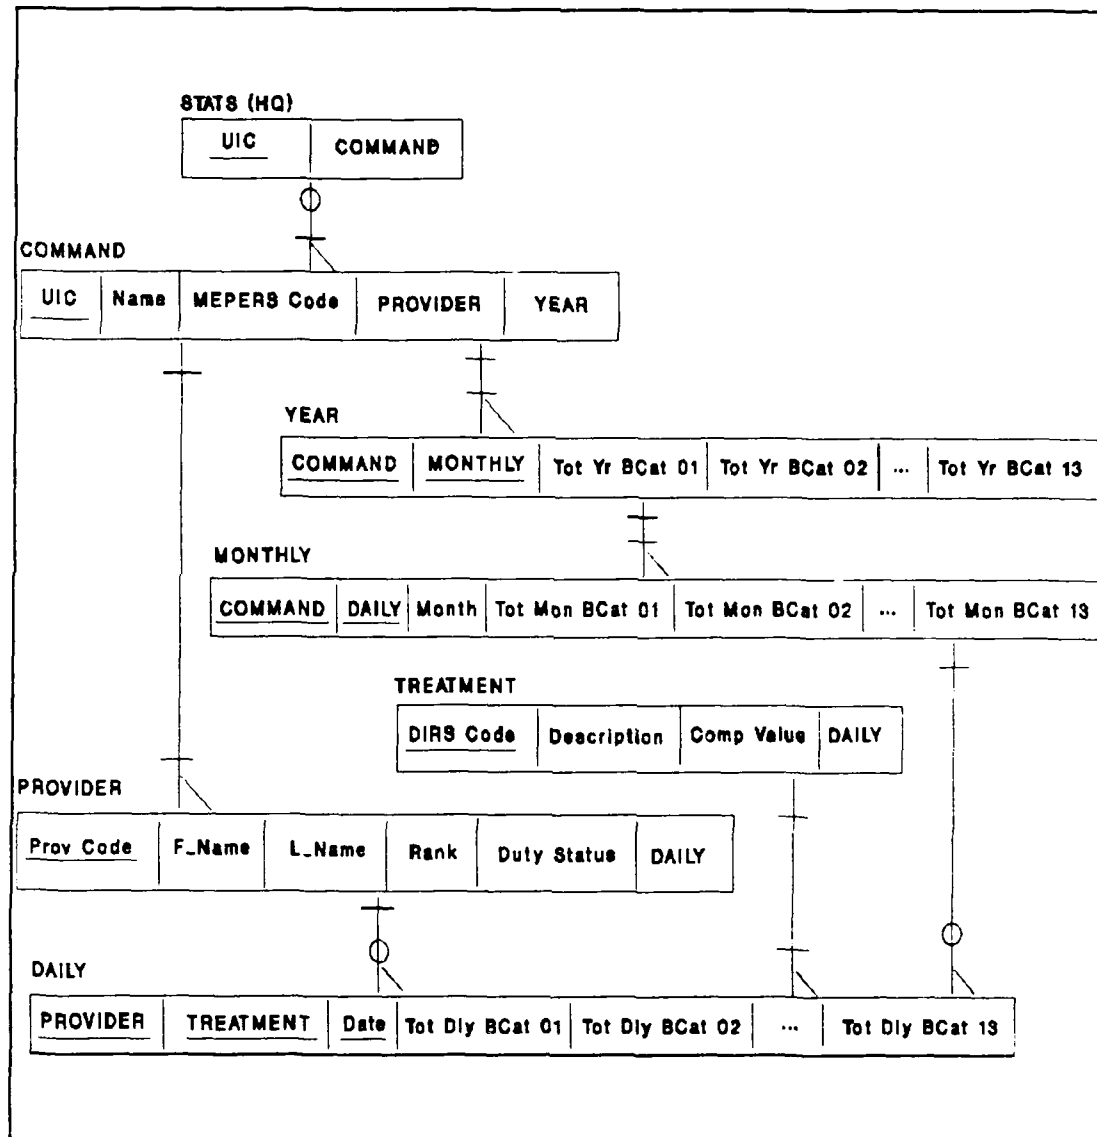 STATS (HQ)
UIC COMMAND
COMMAND
UIC Name MEPERS Code PROVIDER YEAR
YEAR
COMMAND MONTHLY Tot Yr BCat 01 Tot Yr BCat 02 ... Tot Yr BCat 13
MONTHLY
COMMAND DAILY Month Tot Mon BCat 01 Tot Mon BCat 02 ... Tot Mon BCat 13
TREATMENT
DIRS Code Description Comp Value DAILY
PROVIDER
Prov Code F_Name L_Name Rank Duty Status DAILY
DAILY
PROVIDER TREATMENT Date Tot Dly BCat 01 Tot Dly BCat 02 ... Tot Dly BCat 13